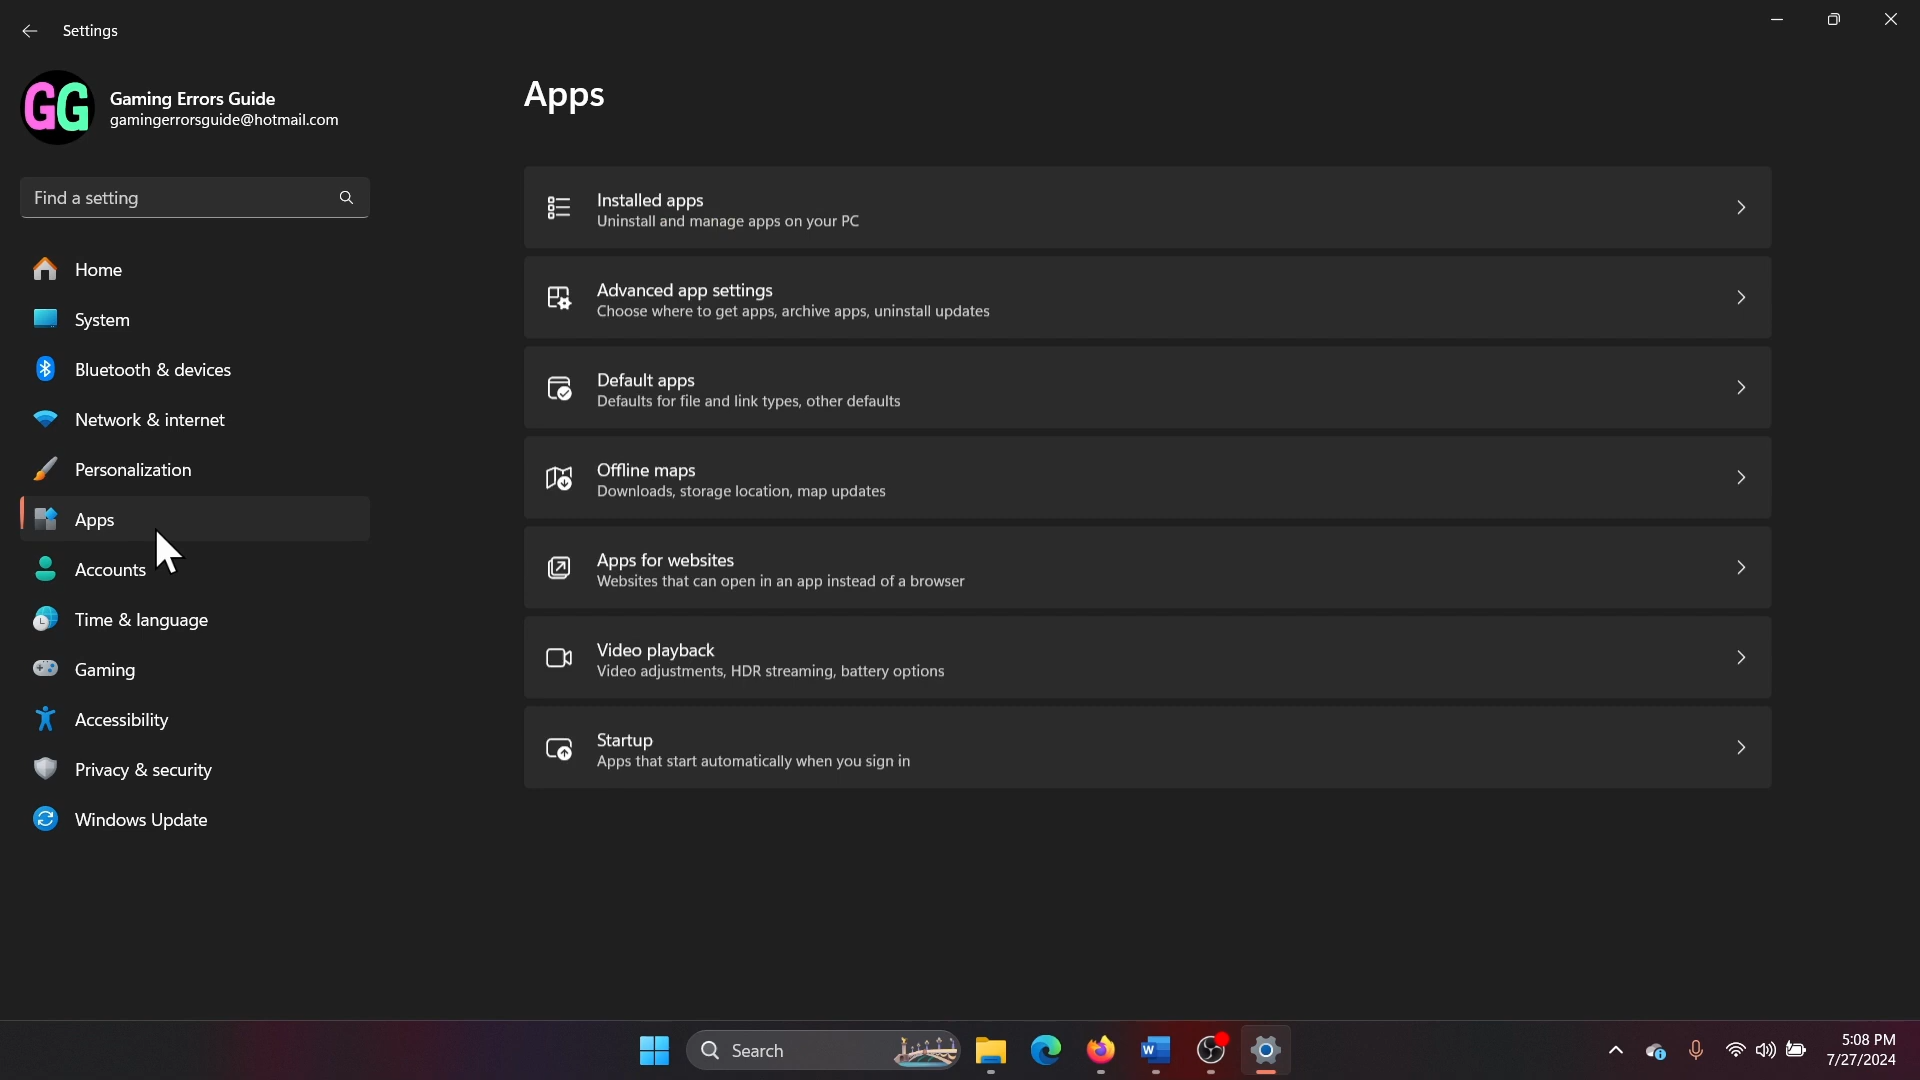 Settings
GG
Gaming Errors Guide
gamingerrorsguide@hotmail.com
Find a setting
Home
System
Bluetooth & devices
Network & internet
Personalization
Apps
Accounts
Time & language
Gaming
Accessibility
Privacy & security
Windows Update
Apps
Installed apps
Uninstall and manage apps on your PC
Advanced app settings
Choose where to get apps, archive apps, uninstall updates
Default apps
Defaults for file and link types, other defaults
Offline maps
Downloads, storage location, map updates
Apps for websites
Websites that can open in an app instead of a browser
Video playback
Video adjustments, HDR streaming, battery options
Startup
Apps that start automatically when you sign in
Search
W
5:08 PM
7/27/2024